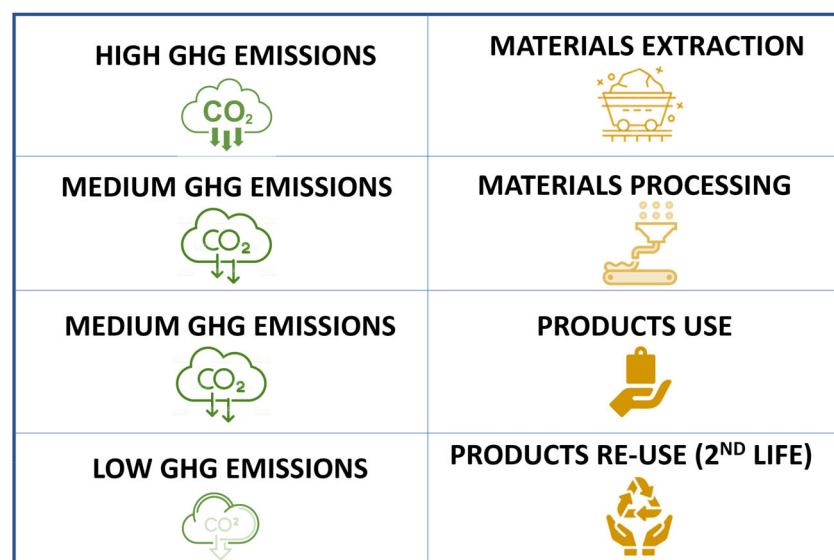 HIGH GHG EMISSIONS
CO₂
MATERIALS EXTRACTION
MEDIUM GHG EMISSIONS
CO₂
MATERIALS PROCESSING
MEDIUM GHG EMISSIONS
CO₂
PRODUCTS USE
LOW GHG EMISSIONS
CO²
PRODUCTS RE-USE (2ᴺᴰ LIFE)